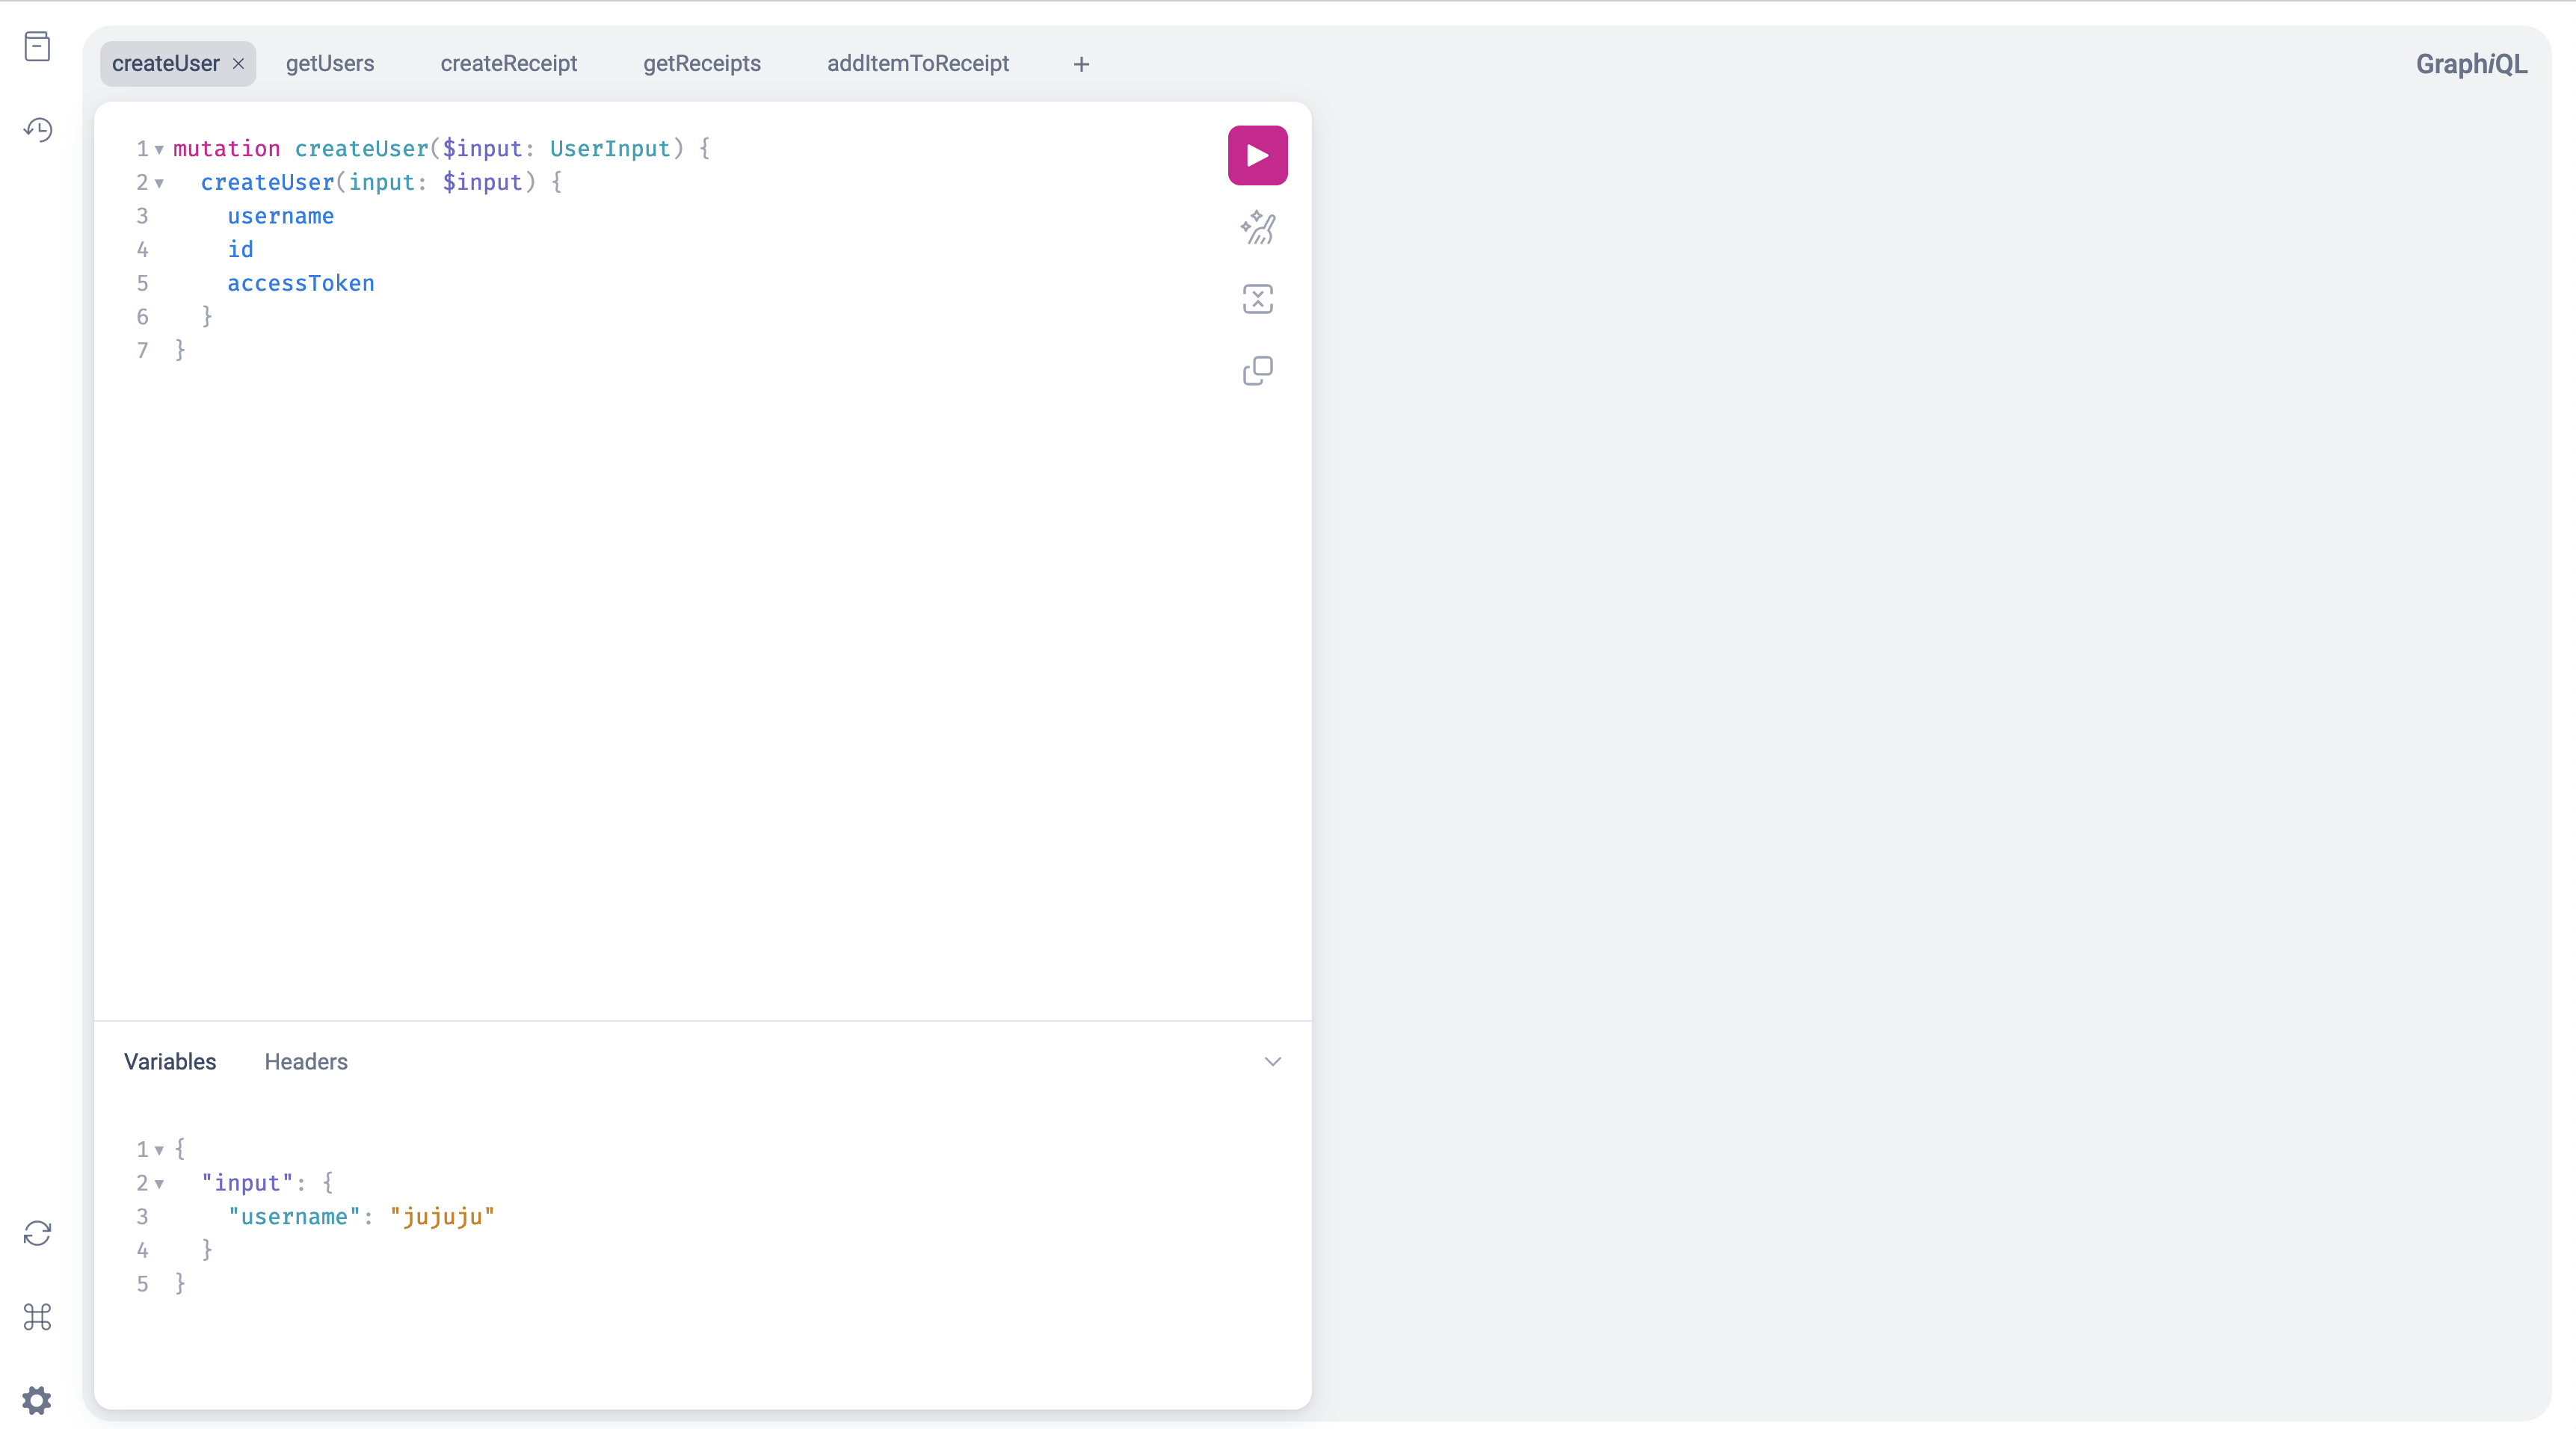 createUser × getUsers createReceipt getReceipts addItemToReceipt + GraphiQL
1 mutation createUser($input: UserInput) {
2 createUser(input: $input) {
3 username
4 id
5 accessToken
6 }
7 }
Variables Headers
1 {
2 "input": {
3 "username": "jujuju"
4 }
5 }